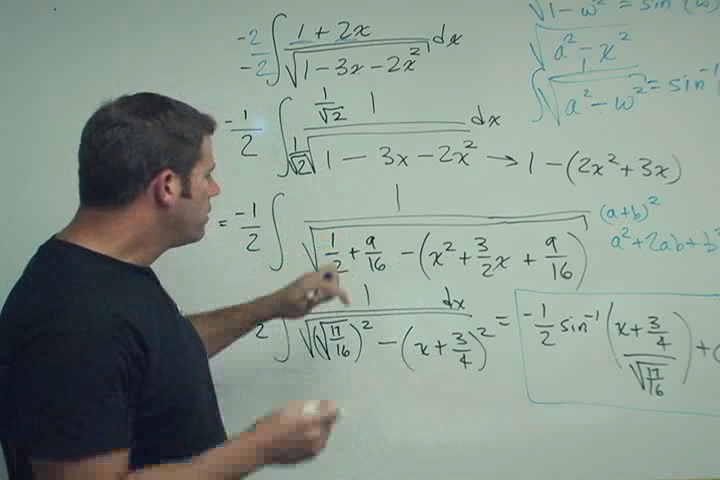 -2/-2 ∫ (1 + 2x)/√(1 - 3x - 2x²) dx
-1/2 ∫ (1/√2 1)/(1/√2 √(1 - 3x - 2x²)) dx → 1 - (2x² + 3x)
= -1/2 ∫ 1/√(1/2 + 9/16 - (x² + 3/2 x + 9/16))
2 ∫ 1/√((√(17/16))² - (x + 3/4)²) dx = -1/2 sin⁻¹((x + 3/4)/√(17/16)) +
√(1 - w²) = sin (w)
√(a² - x²)
∫ 1/√(a² - w²) = sin⁻¹
(a+b)²
a² + 2ab + b²